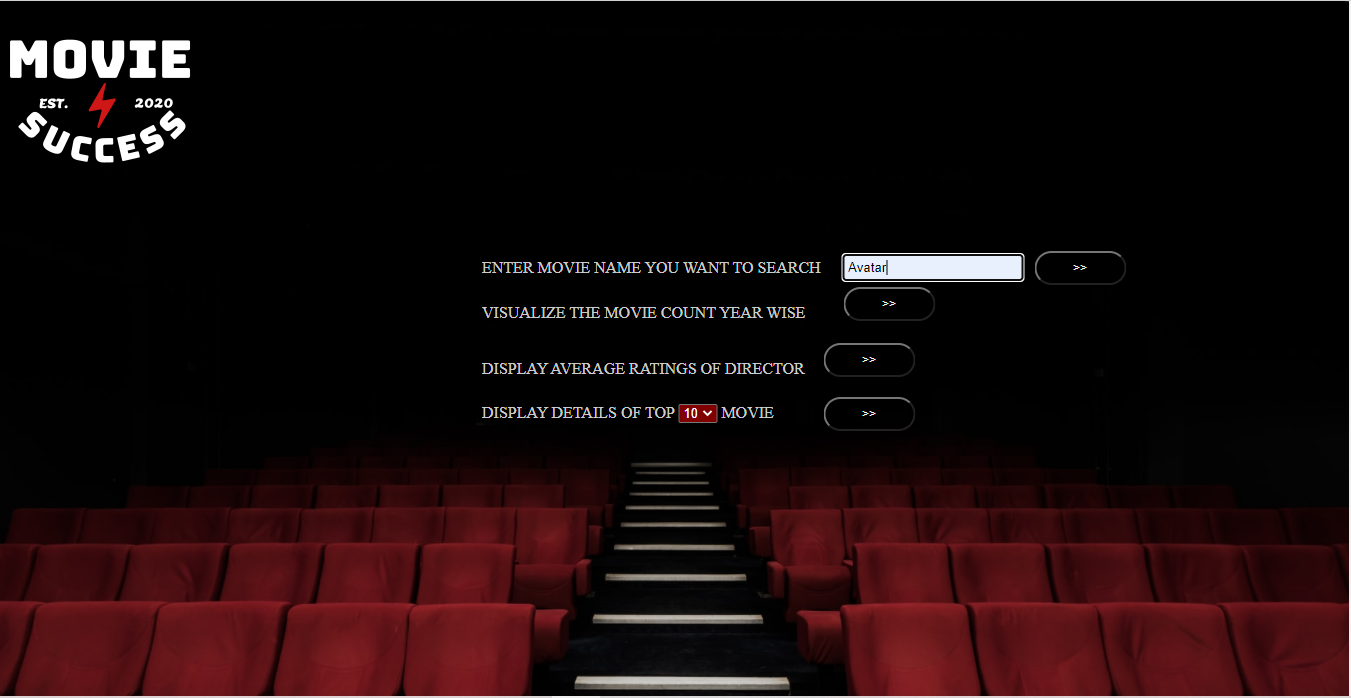 MOVIE
EST. 2020
SUCCESS
ENTER MOVIE NAME YOU WANT TO SEARCH Avatar >>
VISUALIZE THE MOVIE COUNT YEAR WISE >>
DISPLAY AVERAGE RATINGS OF DIRECTOR >>
DISPLAY DETAILS OF TOP 10 MOVIE >>